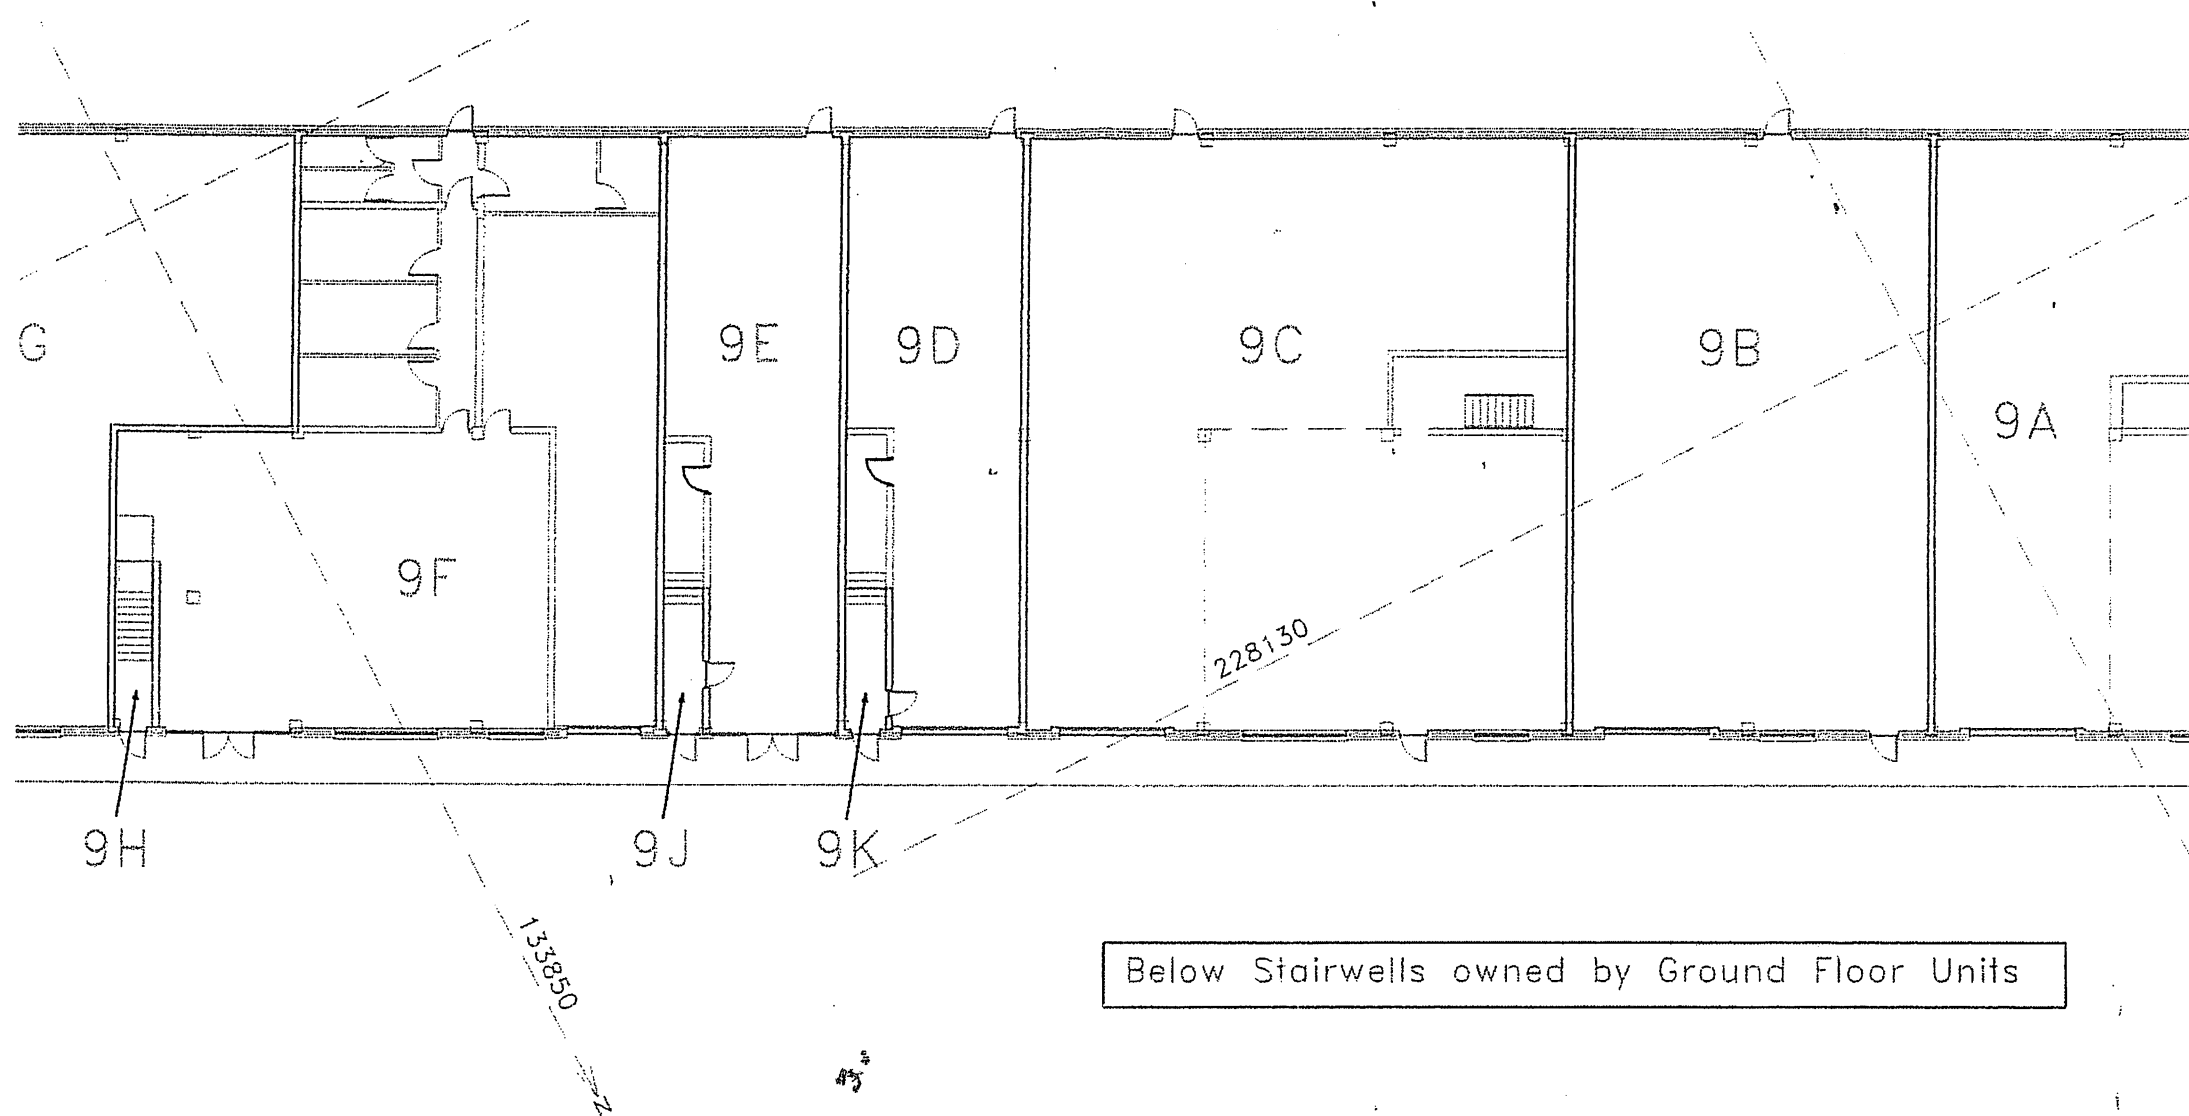 G
9E
9D
9C
9B
9A
9F
228130
9H
9J
9K
133850
Below Stairwells owned by Ground Floor Units
N